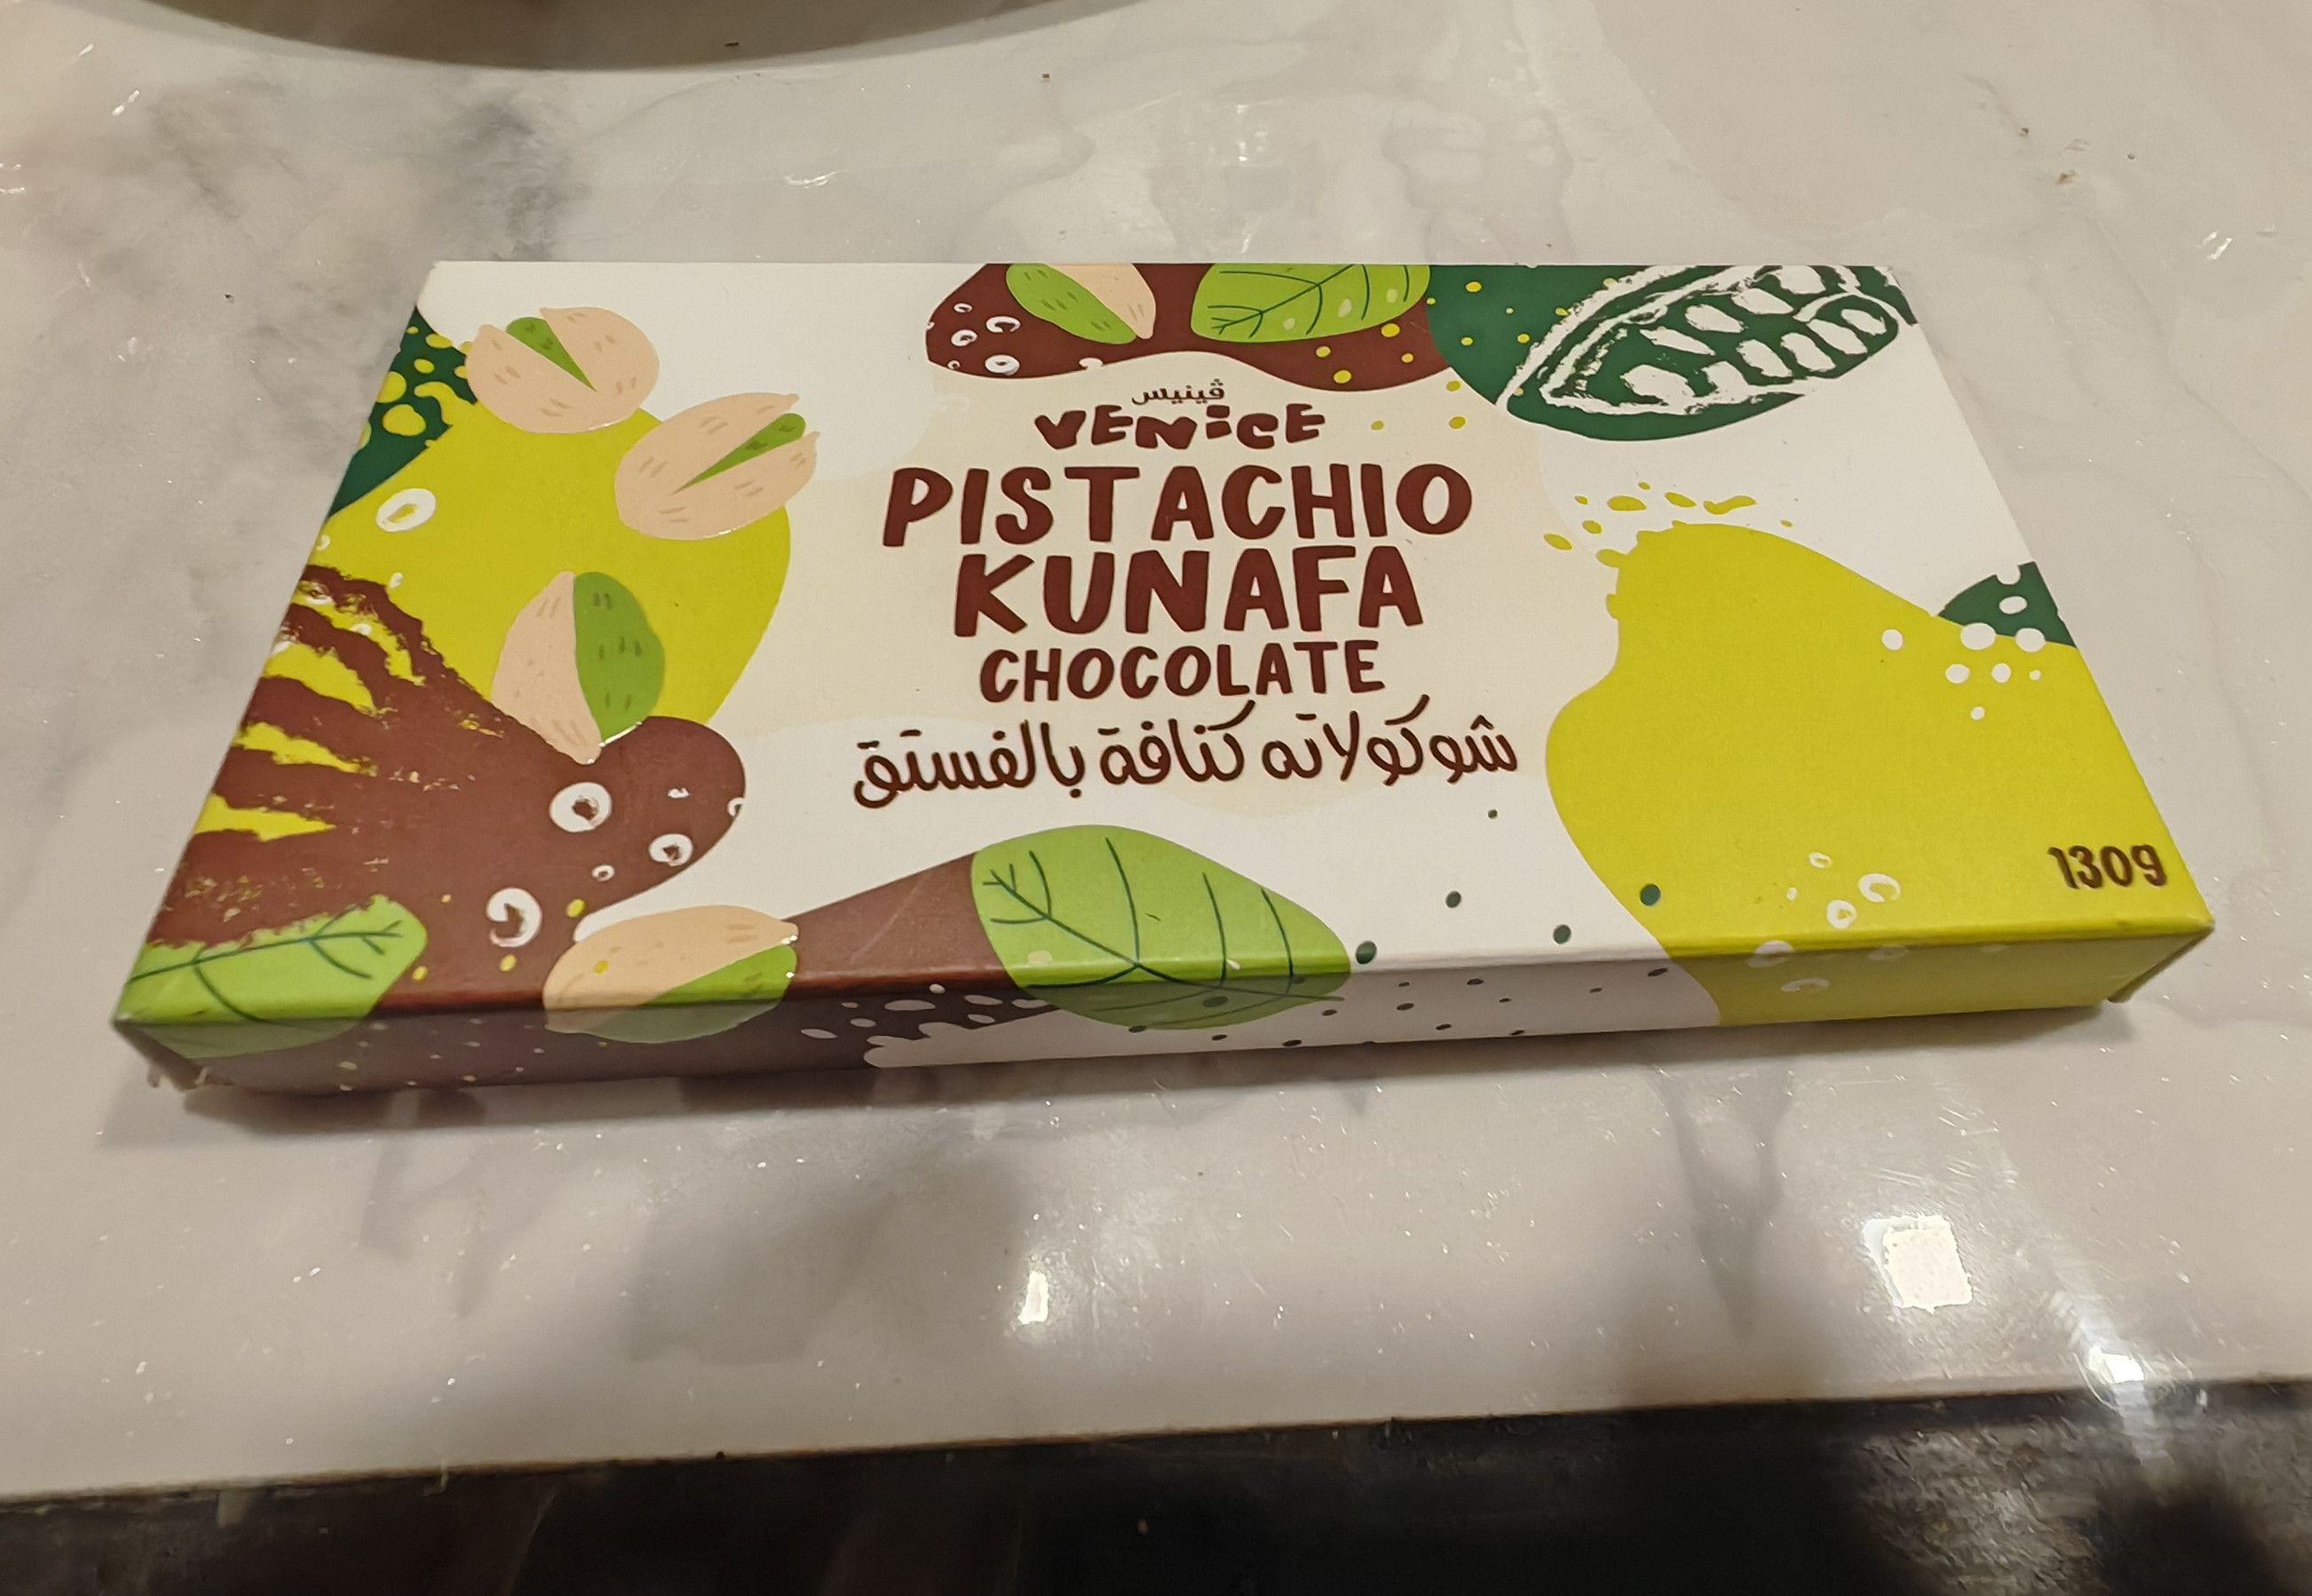 ڤينيس
VENICE
PISTACHIO
KUNAFA
CHOCOLATE
شوكولاته كنافة بالفستق
130g